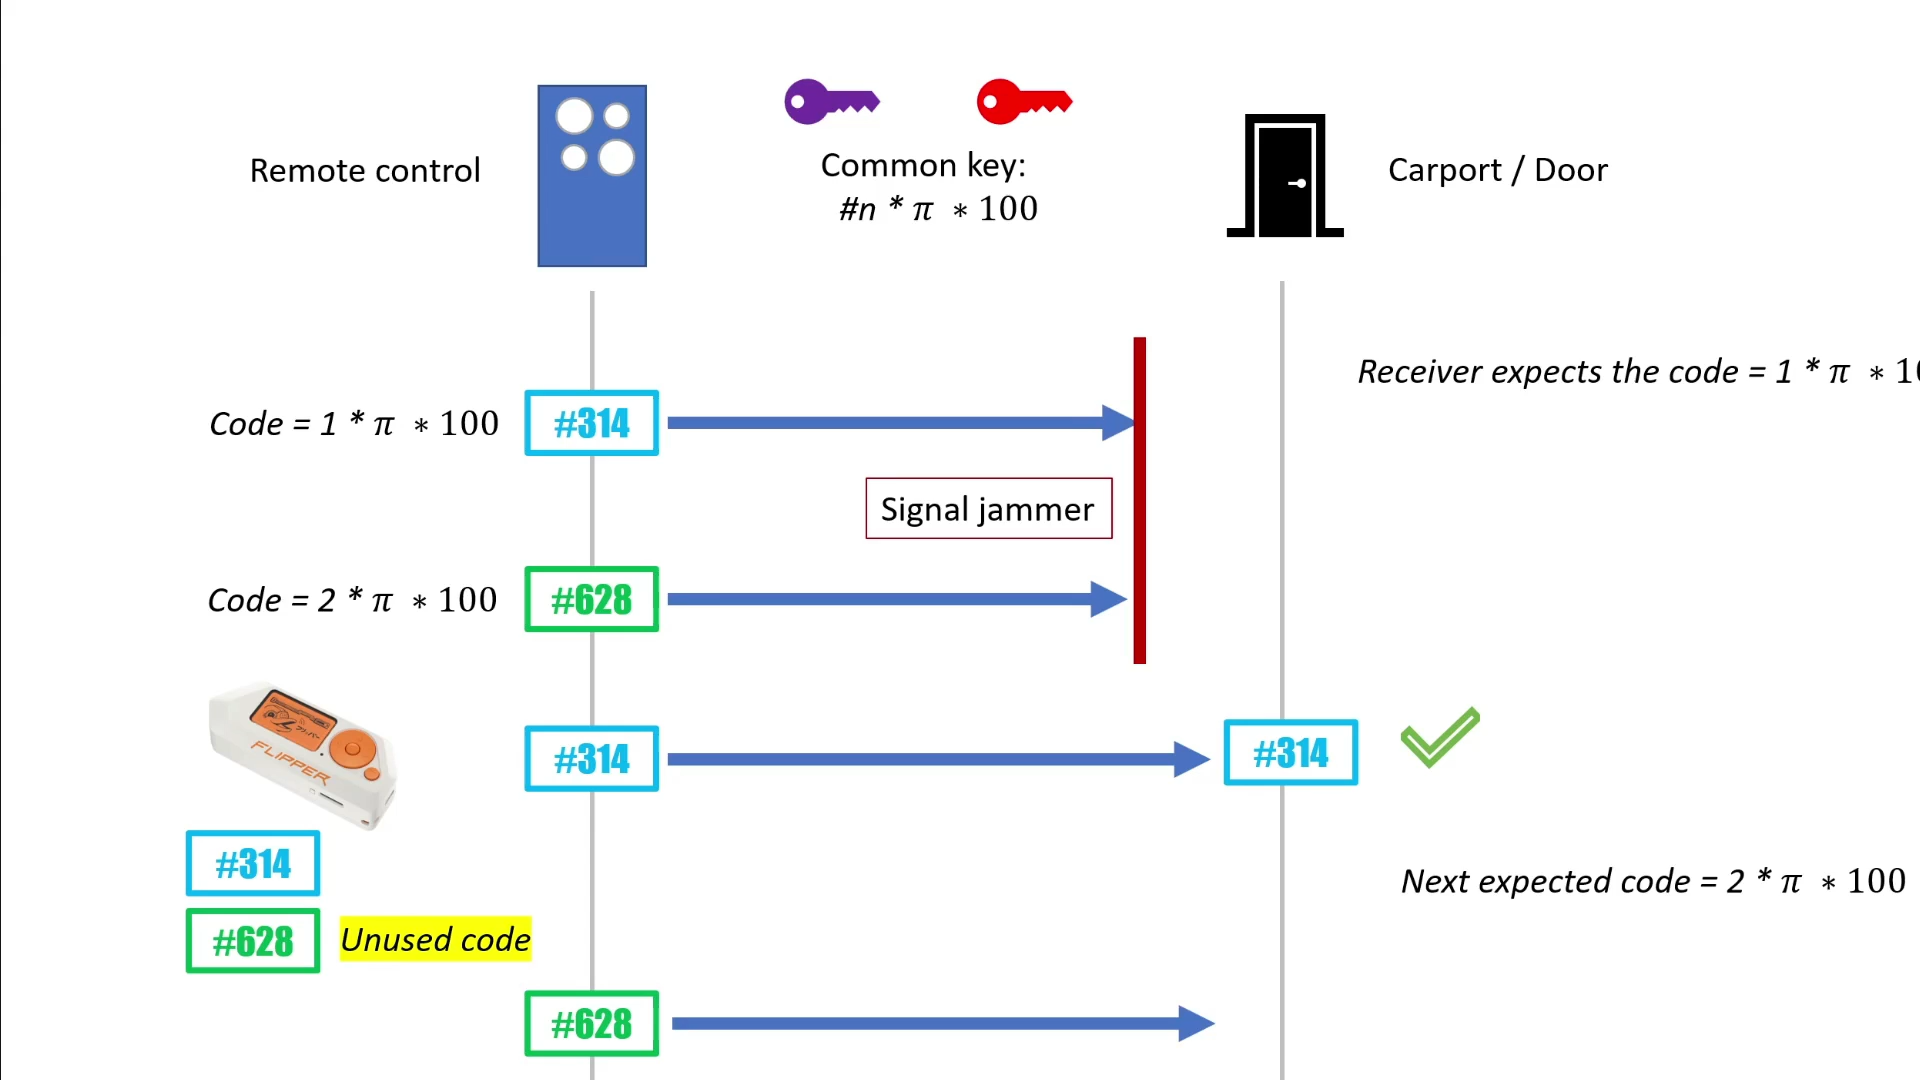 Remote control
Common key:
#n * π * 100
Carport / Door
Receiver expects the code = 1 * π * 10
Code = 1 * π * 100
#314
Signal jammer
Code = 2 * π * 100
#628
FLIPPER
#314
#314
#314
Next expected code = 2 * π * 100
#628
Unused code
#628